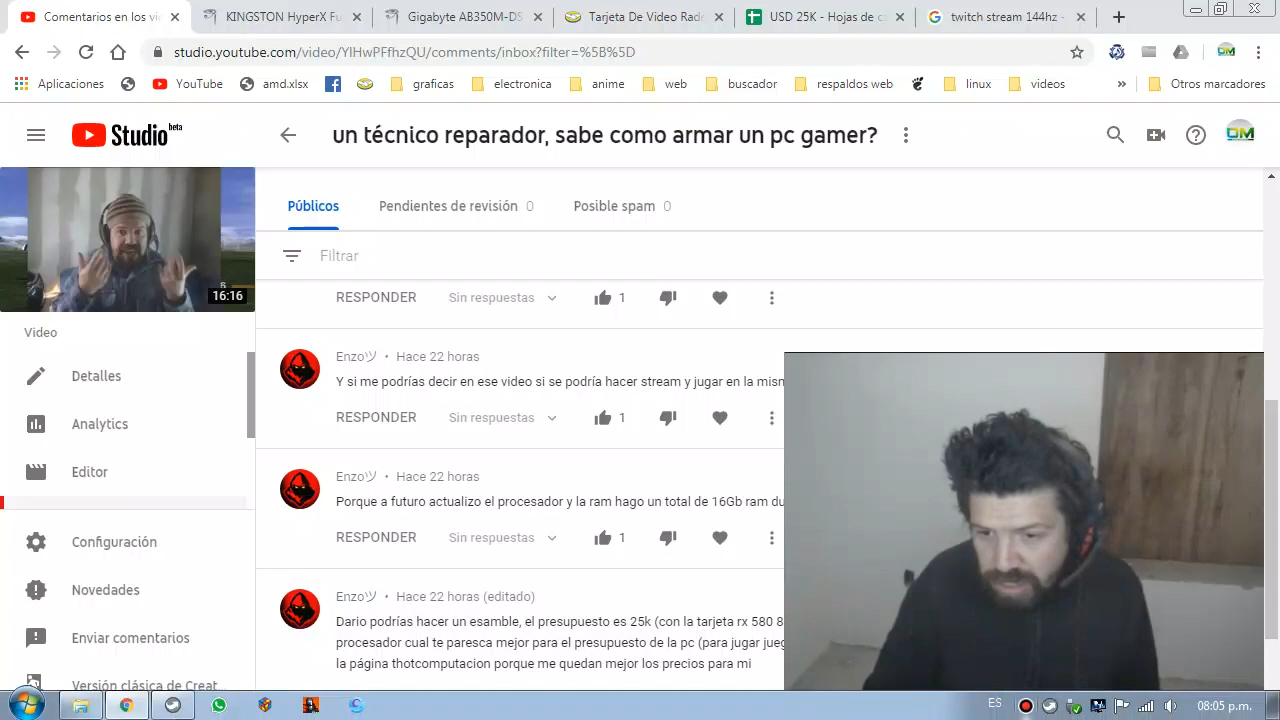 Comentarios en los vi
KINGSTON HyperX Fu
Gigabyte AB350M-DS
Tarjeta De Video Rade
USD 25K - Hojas de c
twitch stream 144hz -
studio.youtube.com/video/YlHwPFfhzQU/comments/inbox?filter=%5B%5D
Aplicaciones
YouTube
amd.xlsx
graficas
electronica
anime
web
buscador
respaldos web
linux
videos
»
Otros marcadores
Studio beta
un técnico reparador, sabe como armar un pc gamer?
16:16
Video
Detalles
Analytics
Editor
Configuración
Novedades
Enviar comentarios
Versión clásica de Creat...
Públicos
Pendientes de revisión 0
Posible spam 0
Filtrar
RESPONDER Sin respuestas 1
Enzoツ • Hace 22 horas
Y si me podrías decir en ese video si se podría hacer stream y jugar en la misn
RESPONDER Sin respuestas 1
Enzoツ • Hace 22 horas
Porque a futuro actualizo el procesador y la ram hago un total de 16Gb ram du
RESPONDER Sin respuestas 1
Enzoツ • Hace 22 horas (editado)
Dario podrías hacer un esamble, el presupuesto es 25k (con la tarjeta rx 580 8
procesador cual te paresca mejor para el presupuesto de la pc (para jugar jueg
la página thotcomputacion porque me quedan mejor los precios para mi
ES
08:05 p.m.